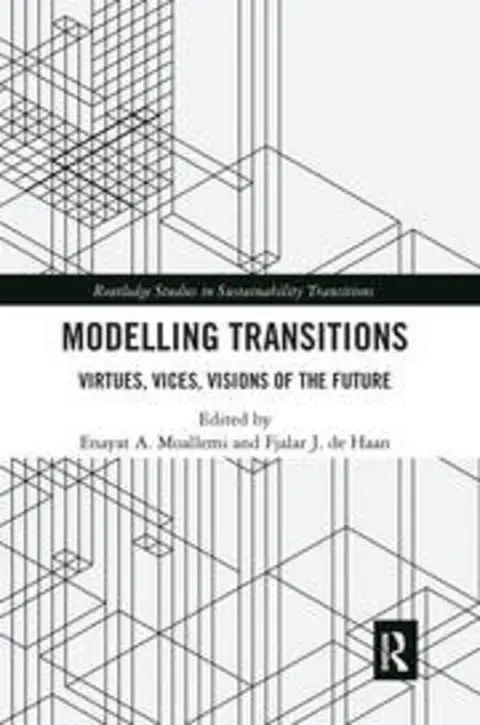 Routledge Studies in Sustainability Transitions
MODELLING TRANSITIONS
VIRTUES, VICES, VISIONS OF THE FUTURE
Edited by
Enayat A. Moallemi and Fjalar J. de Haan
R